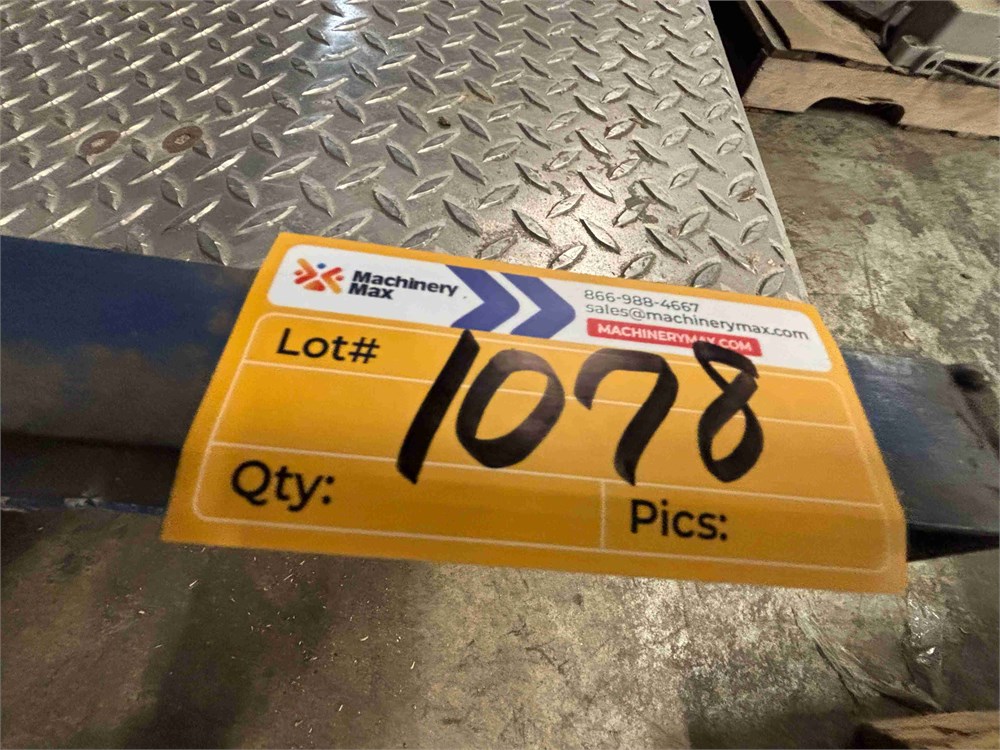 Machinery
Max
866-988-4667
sales@machinerymax.com
MACHINERYMAX.COM
Lot# 1078
Qty:
Pics: